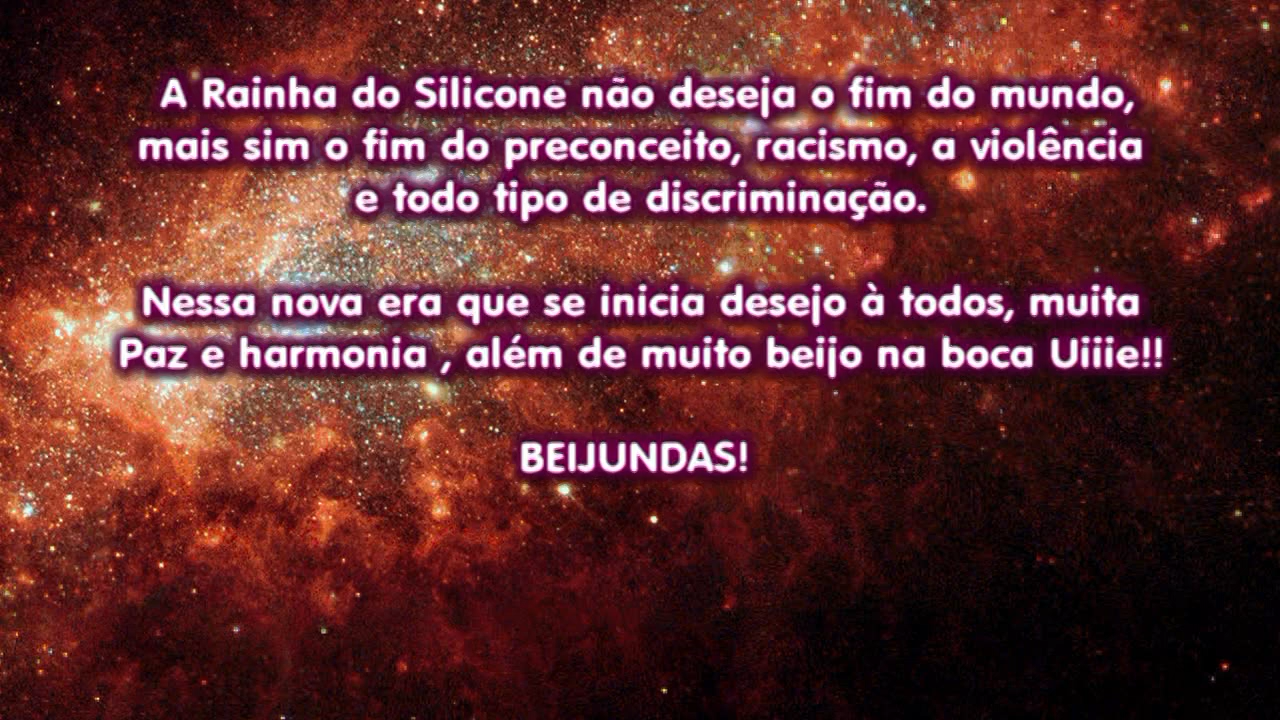 A Rainha do Silicone não deseja o fim do mundo,
mais sim o fim do preconceito, racismo, a violência
e todo tipo de discriminação.
Nessa nova era que se inicia desejo à todos, muita
Paz e harmonia , além de muito beijo na boca Uiiie!!
BEIJUNDAS!